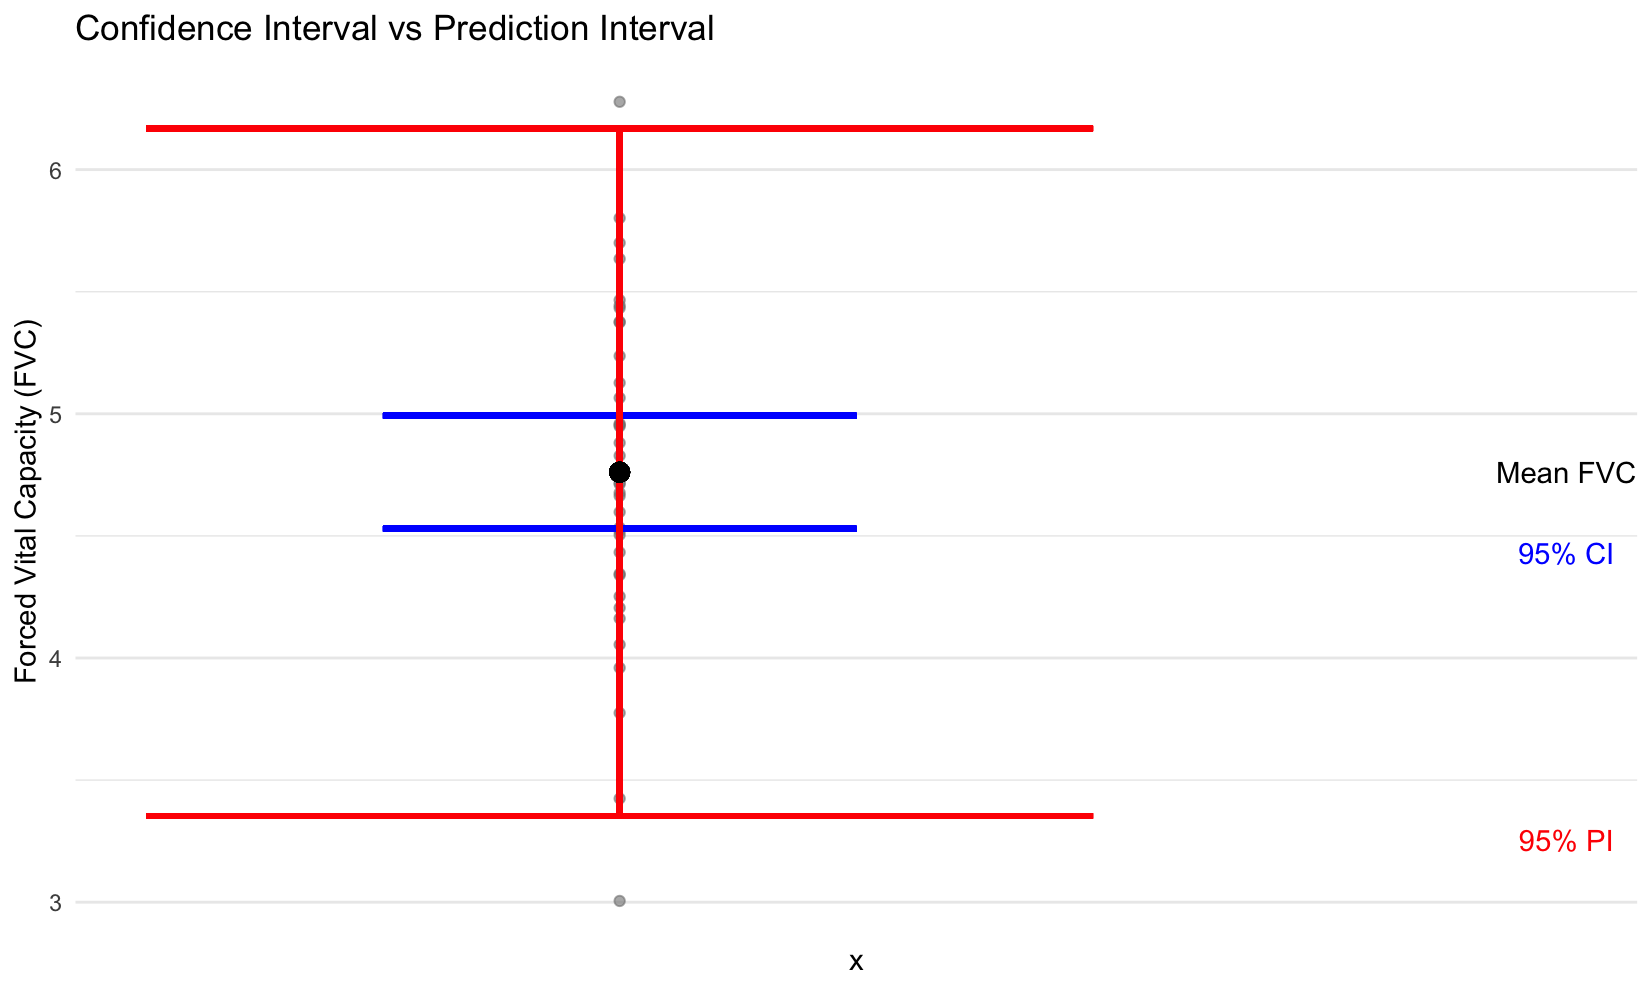 Confidence Interval vs Prediction Interval
Forced Vital Capacity (FVC)
6
5
4
3
Mean FVC
95% CI
95% PI
x